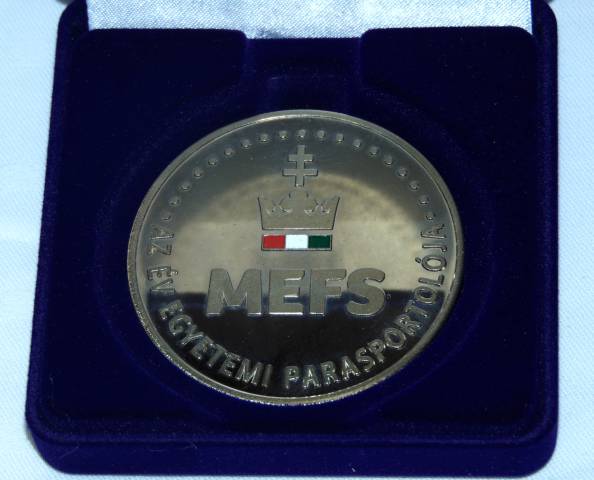 MEFS
AZ ÉV EGYETEMI PARASPORTOLÓJA